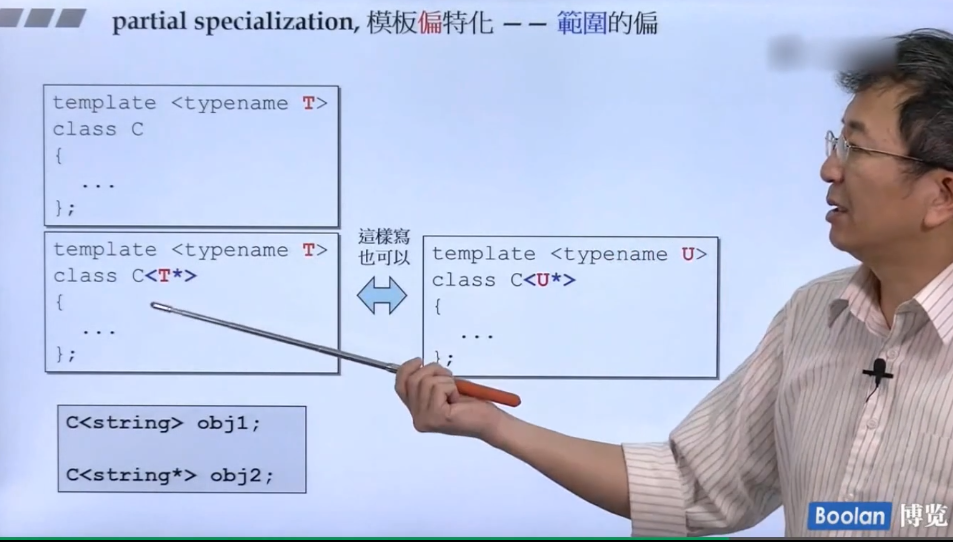 partial specialization, 模板偏特化 －－ 範圍的偏
template <typename T>
class C
{
...
};
template <typename T>
class C<T*>
{
...
};
這樣寫
也可以
template <typename U>
class C<U*>
{
...
};
C<string> obj1;
C<string*> obj2;
Boolan 博览